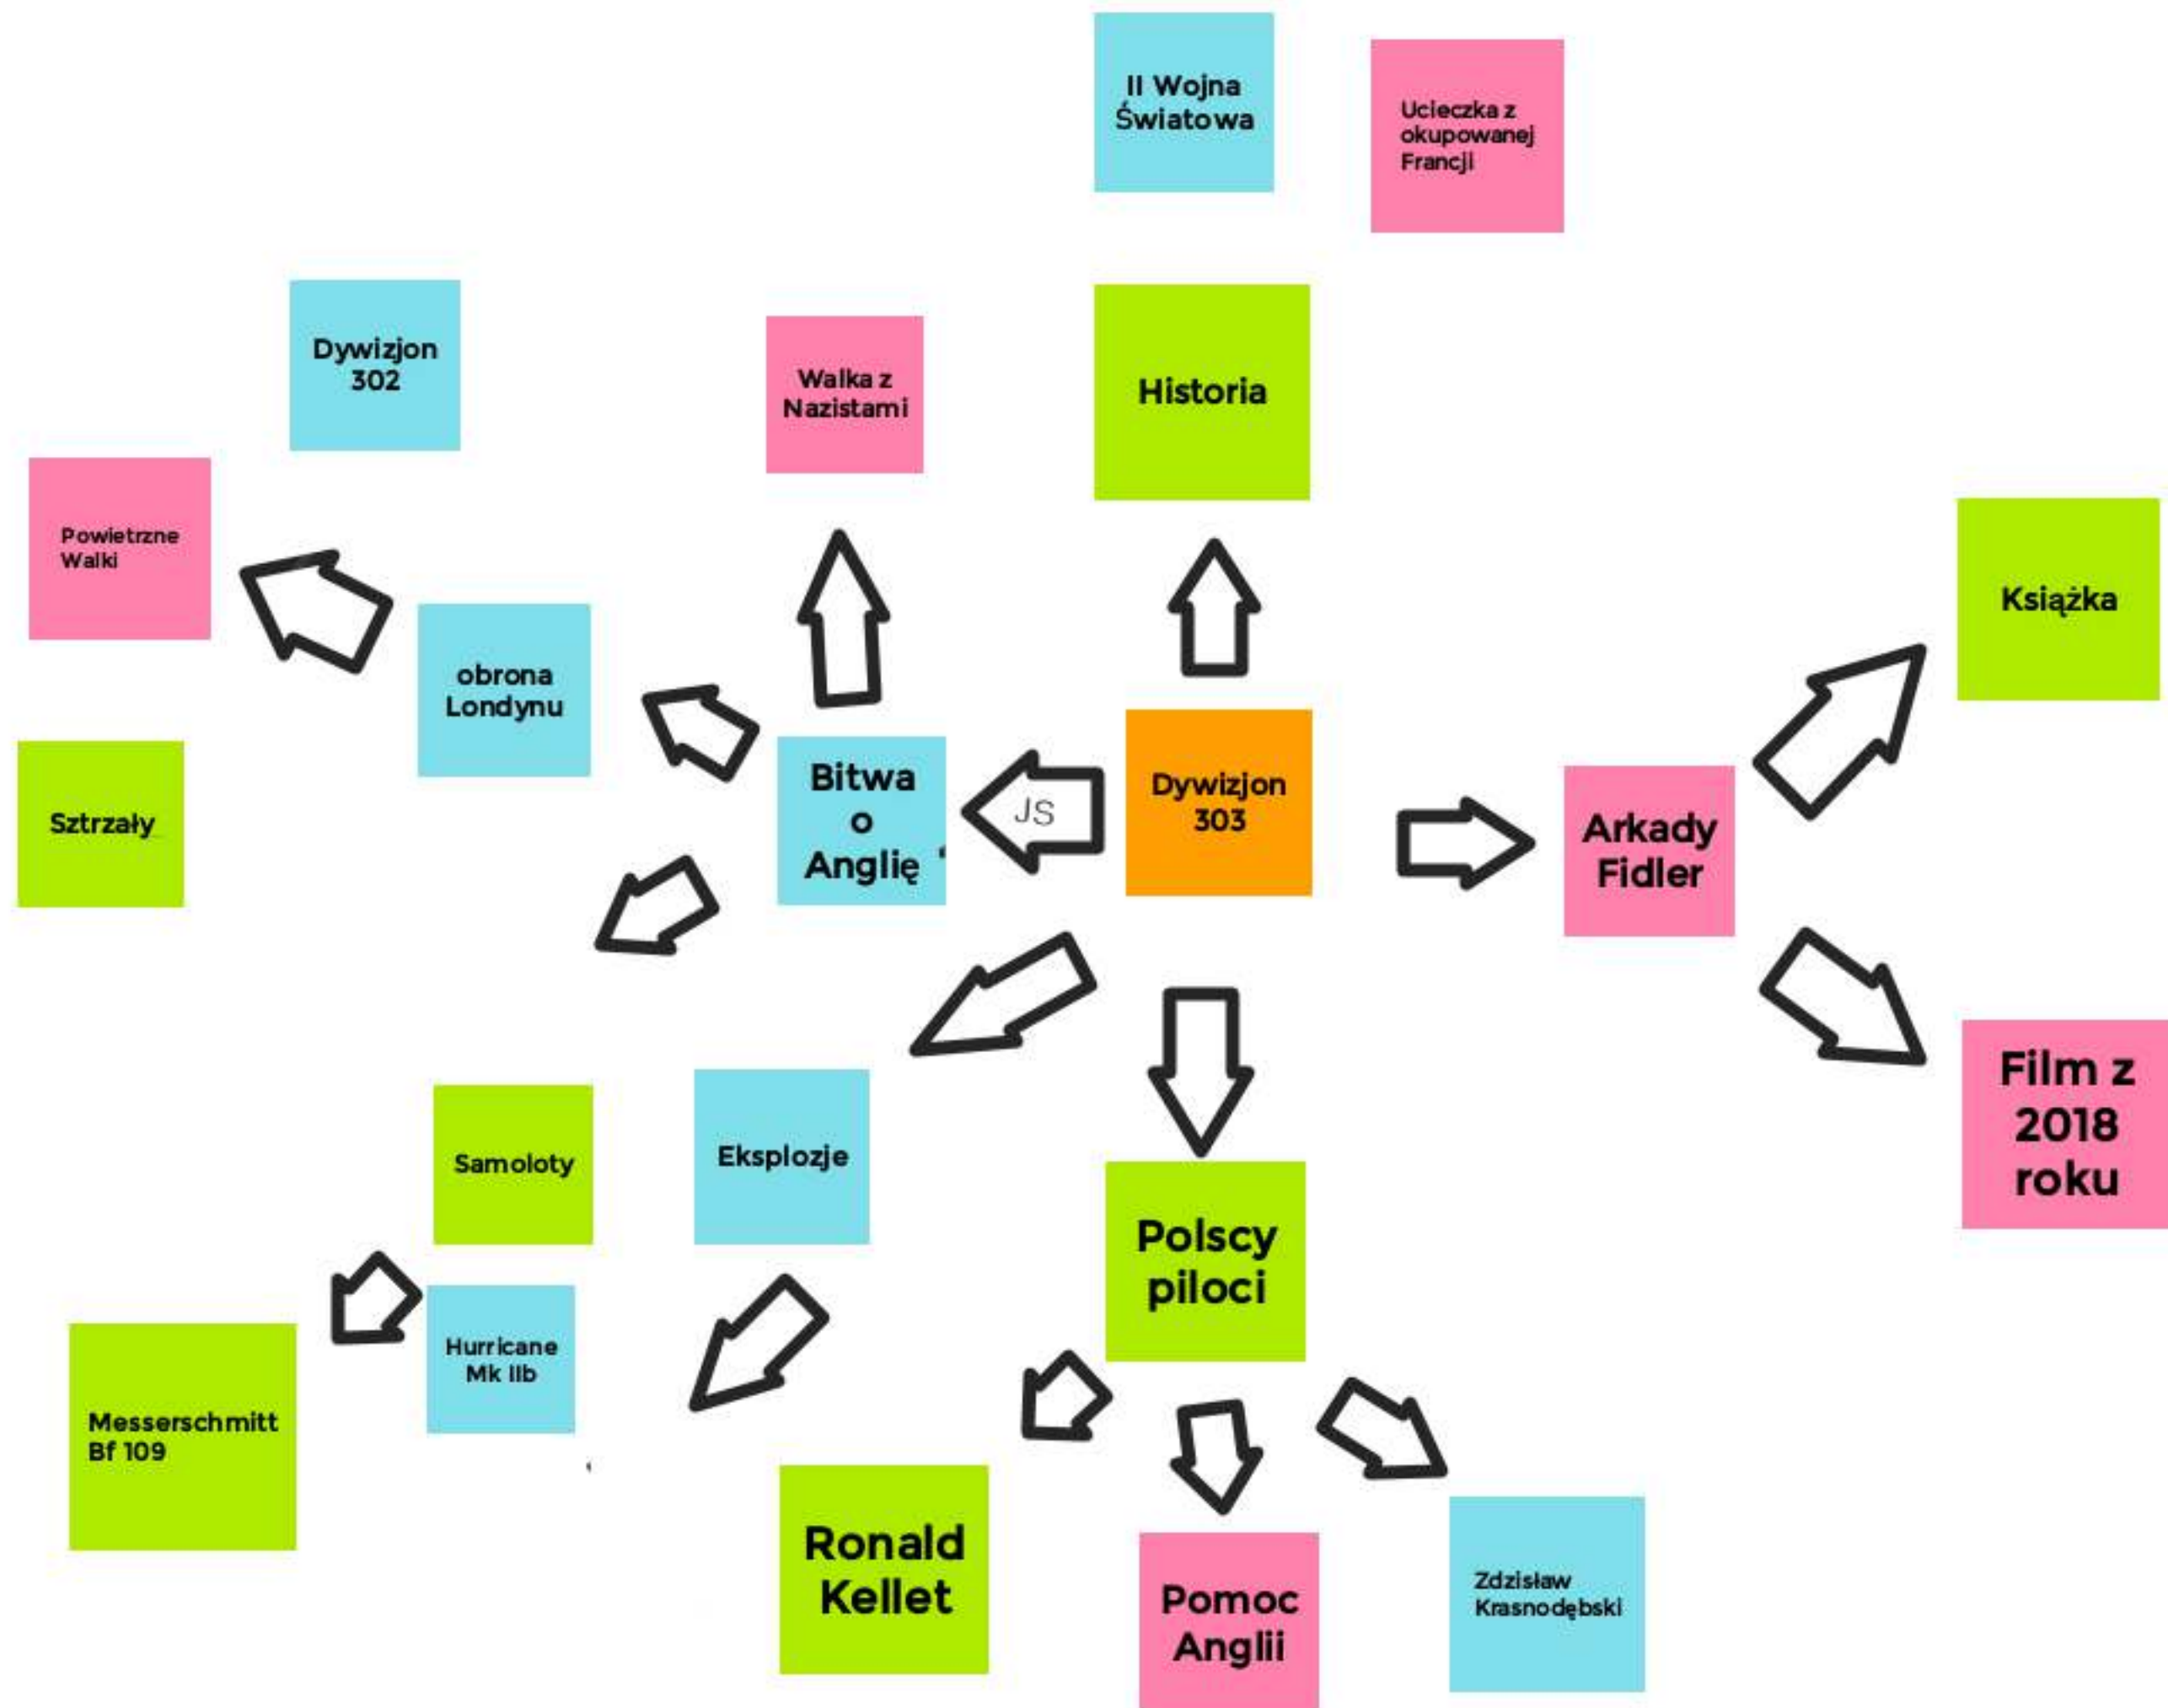 II Wojna
Światowa
Ucieczka z
okupowanej
Francji
Dywizjon
302
Walka z
Nazistami
Historia
Powietrzne
Walki
Książka
obrona
Londynu
Sztrzały
Bitwa
o
Anglię
JS
Dywizjon
303
Arkady
Fidler
Film z
2018
roku
Samoloty
Eksplozje
Polscy
piloci
Hurricane
Mk IIb
Messerschmitt
Bf 109
Ronald
Kellet
Pomoc
Anglii
Zdzisław
Krasnodębski